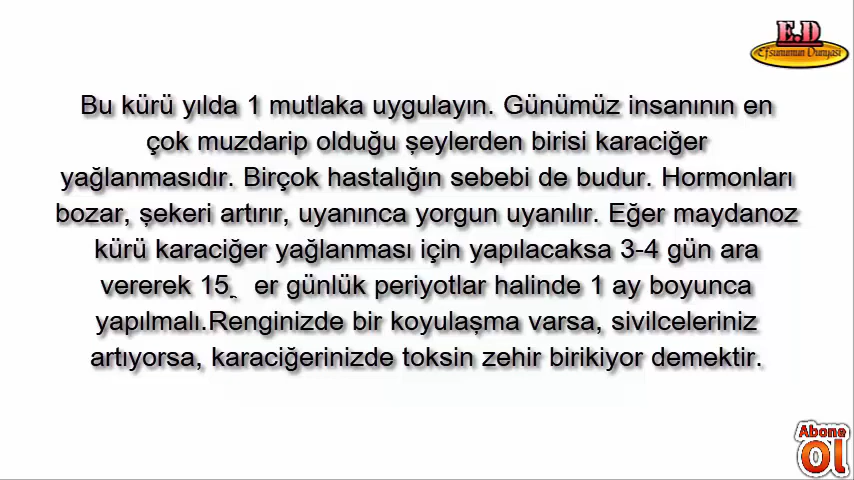 E.D
Efsunumun Dünyası
Bu kürü yılda 1 mutlaka uygulayın. Günümüz insanının en
çok muzdarip olduğu şeylerden birisi karaciğer
yağlanmasıdır. Birçok hastalığın sebebi de budur. Hormonları
bozar, şekeri artırır, uyanınca yorgun uyanılır. Eğer maydanoz
kürü karaciğer yağlanması için yapılacaksa 3-4 gün ara
vererek 15 er günlük periyotlar halinde 1 ay boyunca
yapılmalı.Renginizde bir koyulaşma varsa, sivilceleriniz
artıyorsa, karaciğerinizde toksin zehir birikiyor demektir.
Abone
Ol